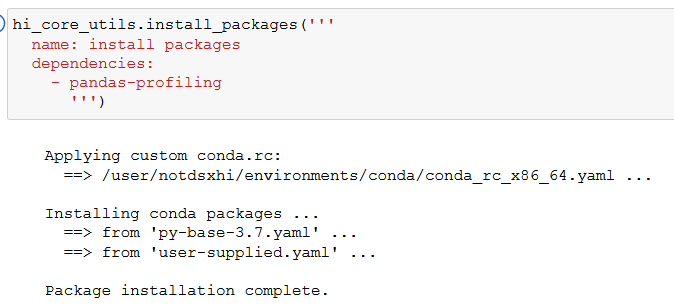 hi_core_utils.install_packages('''
name: install packages
dependencies:
- pandas-profiling
''')
Applying custom conda.rc:
==> /user/notdsxhi/environments/conda/conda_rc_x86_64.yaml ...
Installing conda packages ...
==> from 'py-base-3.7.yaml' ...
==> from 'user-supplied.yaml' ...
Package installation complete.